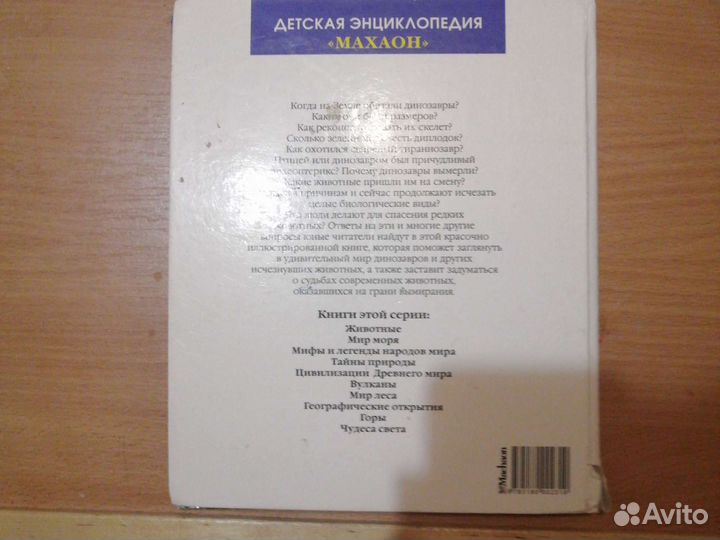 ДЕТСКАЯ ЭНЦИКЛОПЕДИЯ
«МАХАОН»
Когда на Земле обитали динозавры?
Каких они были размеров?
Как реконструировать их скелет?
Сколько зелени мог съесть диплодок?
Как охотился свирепый тираннозавр?
Птицей или динозавром был причудливый
археоптерикс? Почему динозавры вымерли?
Какие животные пришли им на смену?
причинам и сейчас продолжают исчезать
целые биологические виды?
Что люди делают для спасения редких
животных? Ответы на эти и многие другие
вопросы юные читатели найдут в этой красочно
иллюстрированной книге, которая поможет заглянуть
в удивительный мир динозавров и других
исчезнувших животных, а также заставит задуматься
о судьбах современных животных,
оказавшихся на грани вымирания.
Книги этой серии:
Животные
Мир моря
Мифы и легенды народов мира
Тайны природы
Цивилизации Древнего мира
Вулканы
Мир леса
Географические открытия
Горы
Чудеса света
Machaon
Avito